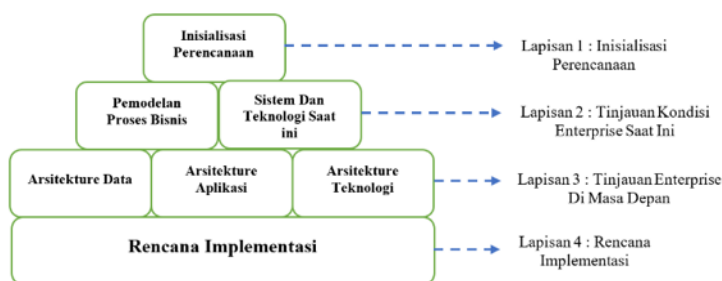 Inisialisasi
Perencanaan
Lapisan 1 : Inisialisasi
Perencanaan
Pemodelan
Proses Bisnis
Sistem Dan
Teknologi Saat
ini
Lapisan 2 : Tinjauan Kondisi
Enterprise Saat Ini
Arsitekture Data
Arsitekture
Aplikasi
Arsitekture
Teknologi
Lapisan 3 : Tinjauan Enterprise
Di Masa Depan
Rencana Implementasi
Lapisan 4 : Rencana
Implementasi